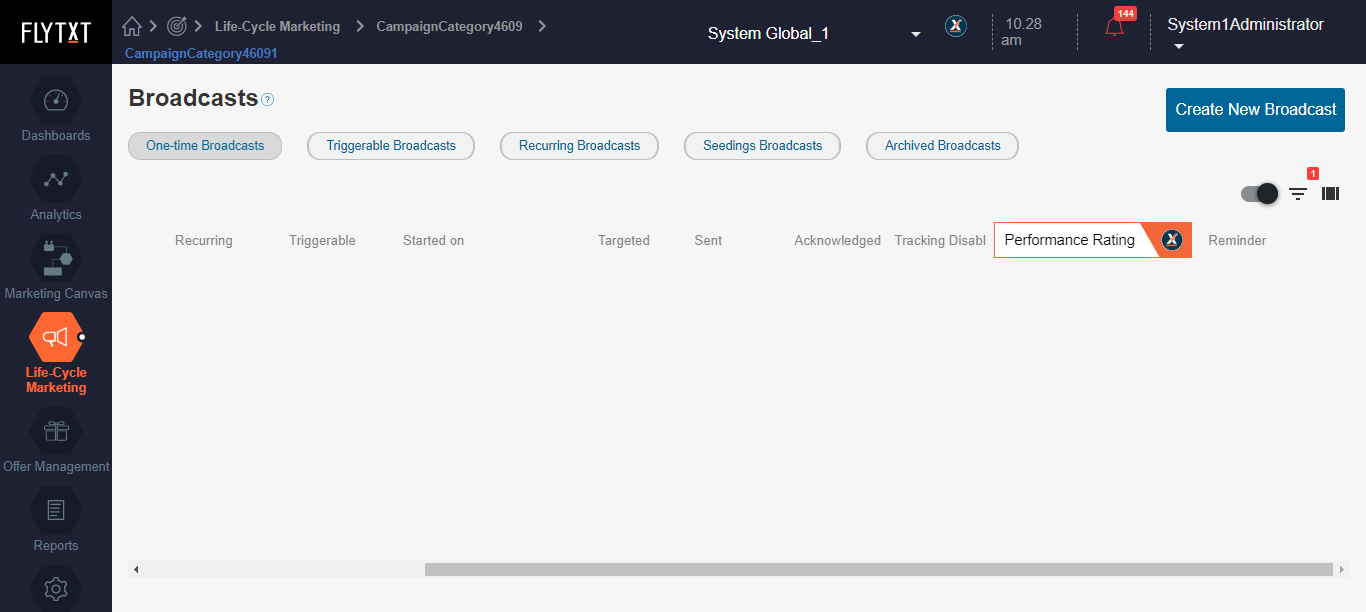 FLYTXT
Life-Cycle Marketing
CampaignCategory4609
CampaignCategory46091
System Global_1
10.28
am
144
System1Administrator
Dashboards
Analytics
Marketing Canvas
Life-Cycle
Marketing
Offer Management
Reports
Broadcasts ?
Create New Broadcast
One-time Broadcasts
Triggerable Broadcasts
Recurring Broadcasts
Seedings Broadcasts
Archived Broadcasts
1
Recurring Triggerable Started on Targeted Sent Acknowledged Tracking Disabl Performance Rating X Reminder